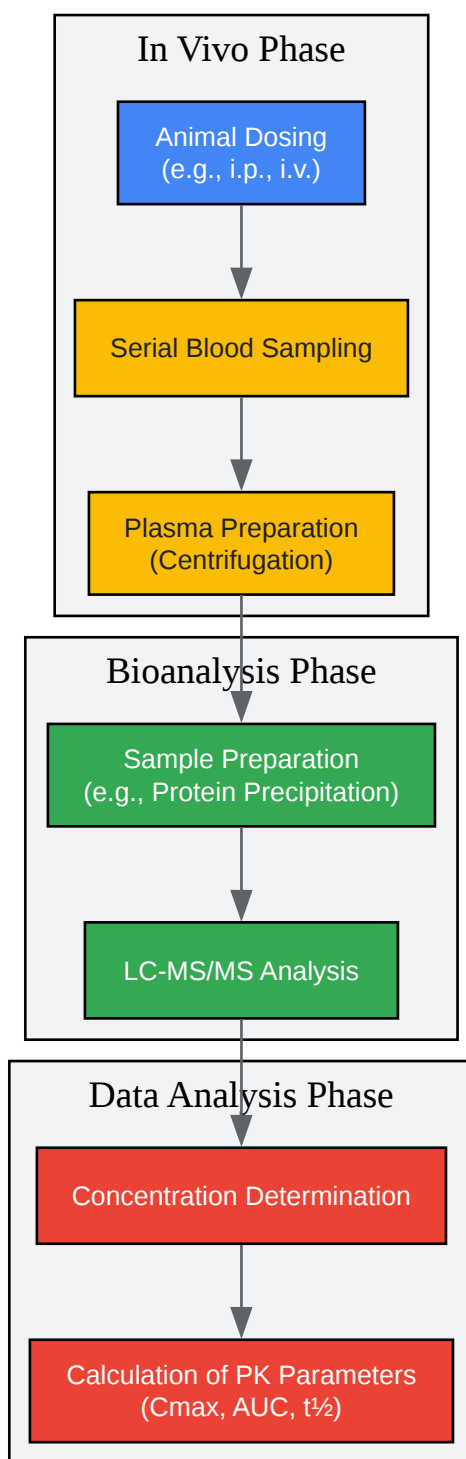 In Vivo Phase
Animal Dosing
(e.g., i.p., i.v.)
Serial Blood Sampling
Plasma Preparation
(Centrifugation)
Bioanalysis Phase
Sample Preparation
(e.g., Protein Precipitation)
LC-MS/MS Analysis
Data Analysis Phase
Concentration Determination
Calculation of PK Parameters
(Cmax, AUC, t½)